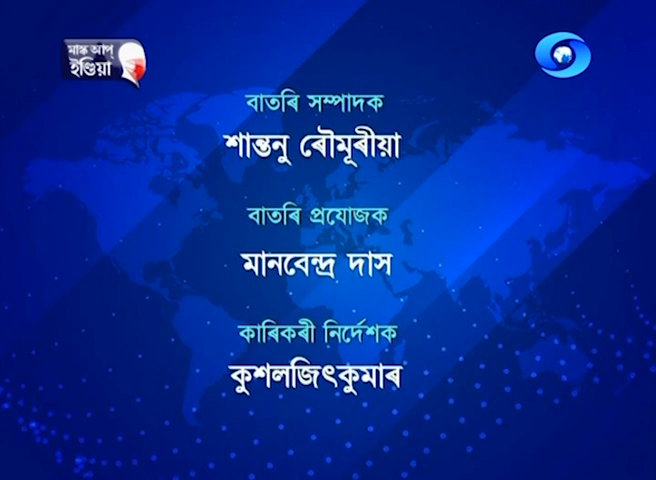 মাস্ক আপ্
ইণ্ডিয়া
বাতৰি সম্পাদক
শান্তনু ৰৌমূৰীয়া
বাতৰি প্ৰযোজক
মানবেন্দ্ৰ দাস
কাৰিকৰী নিৰ্দেশক
কুশলজিৎকুমাৰ